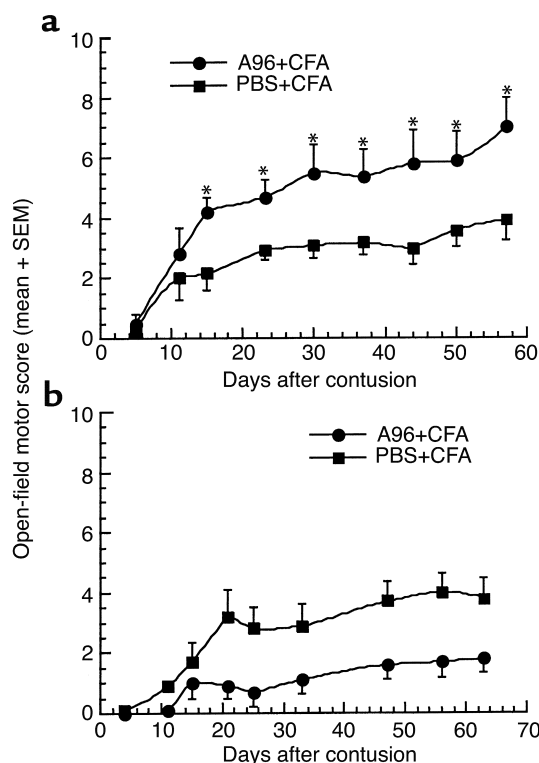 a
10
8
6
4
2
0
A96+CFA
PBS+CFA
* * * * * * *
0 10 20 30 40 50 60
Days after contusion
Open-field motor score (mean + SEM)
b
10
8
6
4
2
0
A96+CFA
PBS+CFA
0 10 20 30 40 50 60 70
Days after contusion